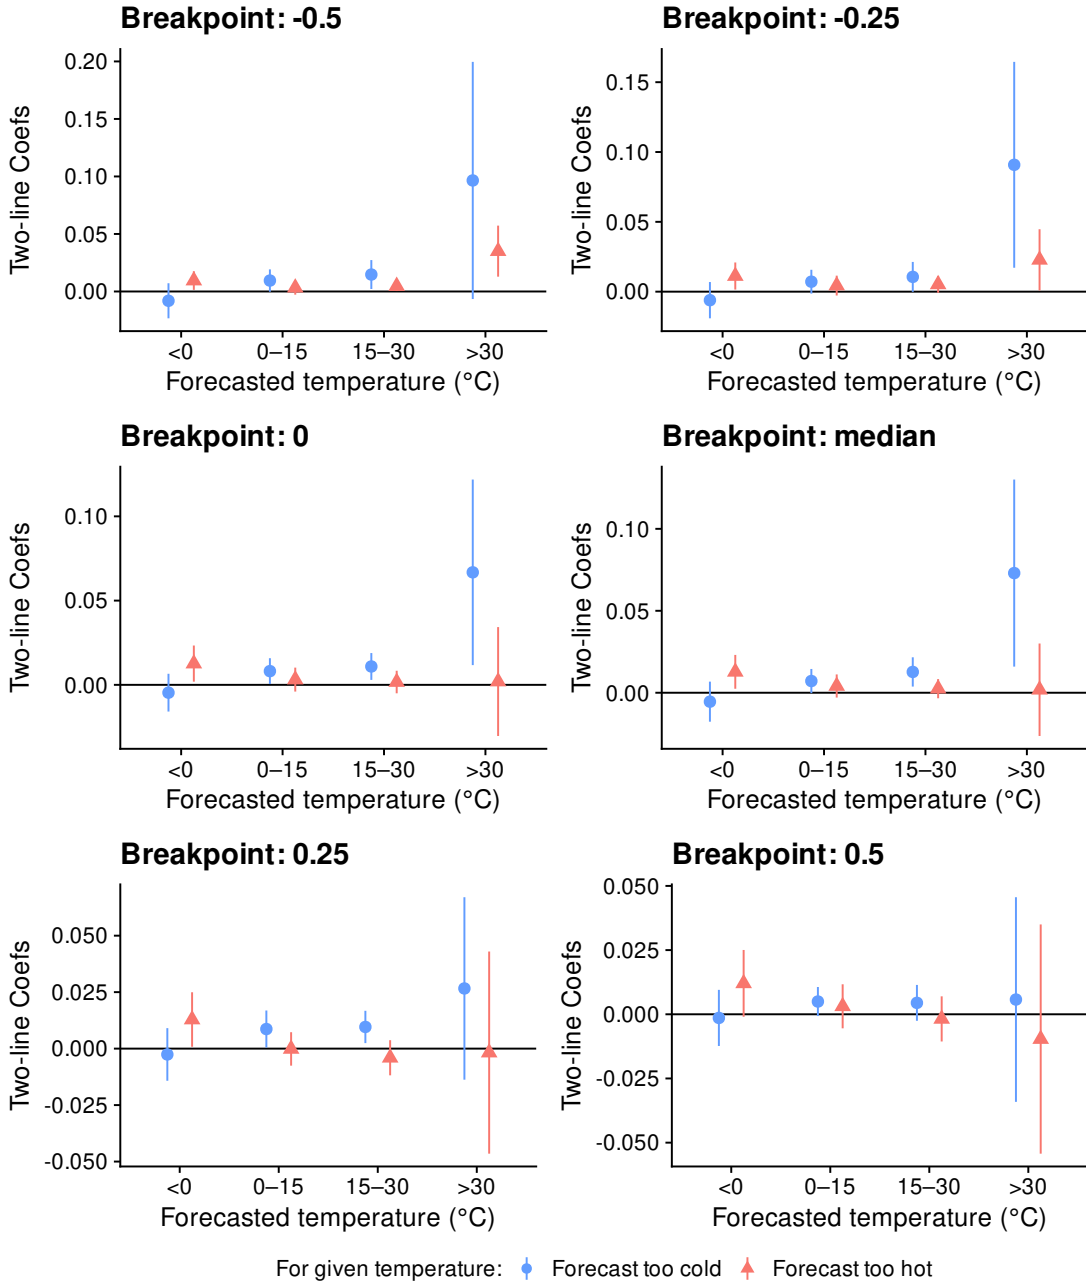 Breakpoint: -0.5
Two-line Coefs
0.20
0.15
0.10
0.05
0.00
<0 0–15 15–30 >30
Forecasted temperature (°C)
Breakpoint: -0.25
Two-line Coefs
0.15
0.10
0.05
0.00
<0 0–15 15–30 >30
Forecasted temperature (°C)
Breakpoint: 0
Two-line Coefs
0.10
0.05
0.00
<0 0–15 15–30 >30
Forecasted temperature (°C)
Breakpoint: median
Two-line Coefs
0.10
0.05
0.00
<0 0–15 15–30 >30
Forecasted temperature (°C)
Breakpoint: 0.25
Two-line Coefs
0.050
0.025
0.000
-0.025
-0.050
<0 0–15 15–30 >30
Forecasted temperature (°C)
Breakpoint: 0.5
Two-line Coefs
0.050
0.025
0.000
-0.025
-0.050
<0 0–15 15–30 >30
Forecasted temperature (°C)
For given temperature: Forecast too cold Forecast too hot